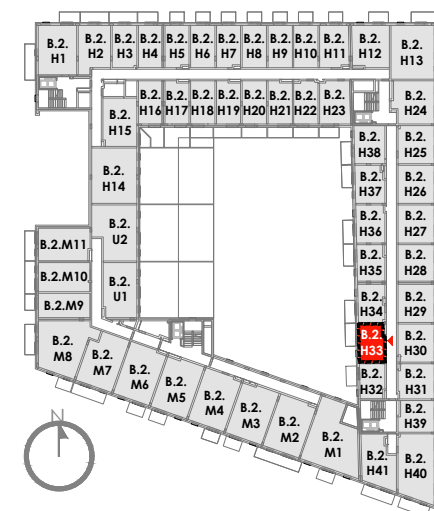 B.2. H1
B.2. H2
B.2. H3
B.2. H4
B.2. H5
B.2. H6
B.2. H7
B.2. H8
B.2. H9
B.2. H10
B.2. H11
B.2. H12
B.2. H13
B.2. H15
B.2. H16
B.2. H17
B.2. H18
B.2. H19
B.2. H20
B.2. H21
B.2. H22
B.2. H23
B.2. H24
B.2. H38
B.2. H25
B.2. H14
B.2. H37
B.2. H26
B.2. U2
B.2. H36
B.2. H27
B.2.M11
B.2. H35
B.2. H28
B.2.M10
B.2. U1
B.2. H34
B.2. H29
B.2.M9
B.2. M8
B.2. H33
B.2. H30
B.2. M7
B.2. M6
B.2. M5
B.2. M4
B.2. M3
B.2. M2
B.2. M1
B.2. H32
B.2. H31
B.2. H39
B.2. H41
B.2. H40
N